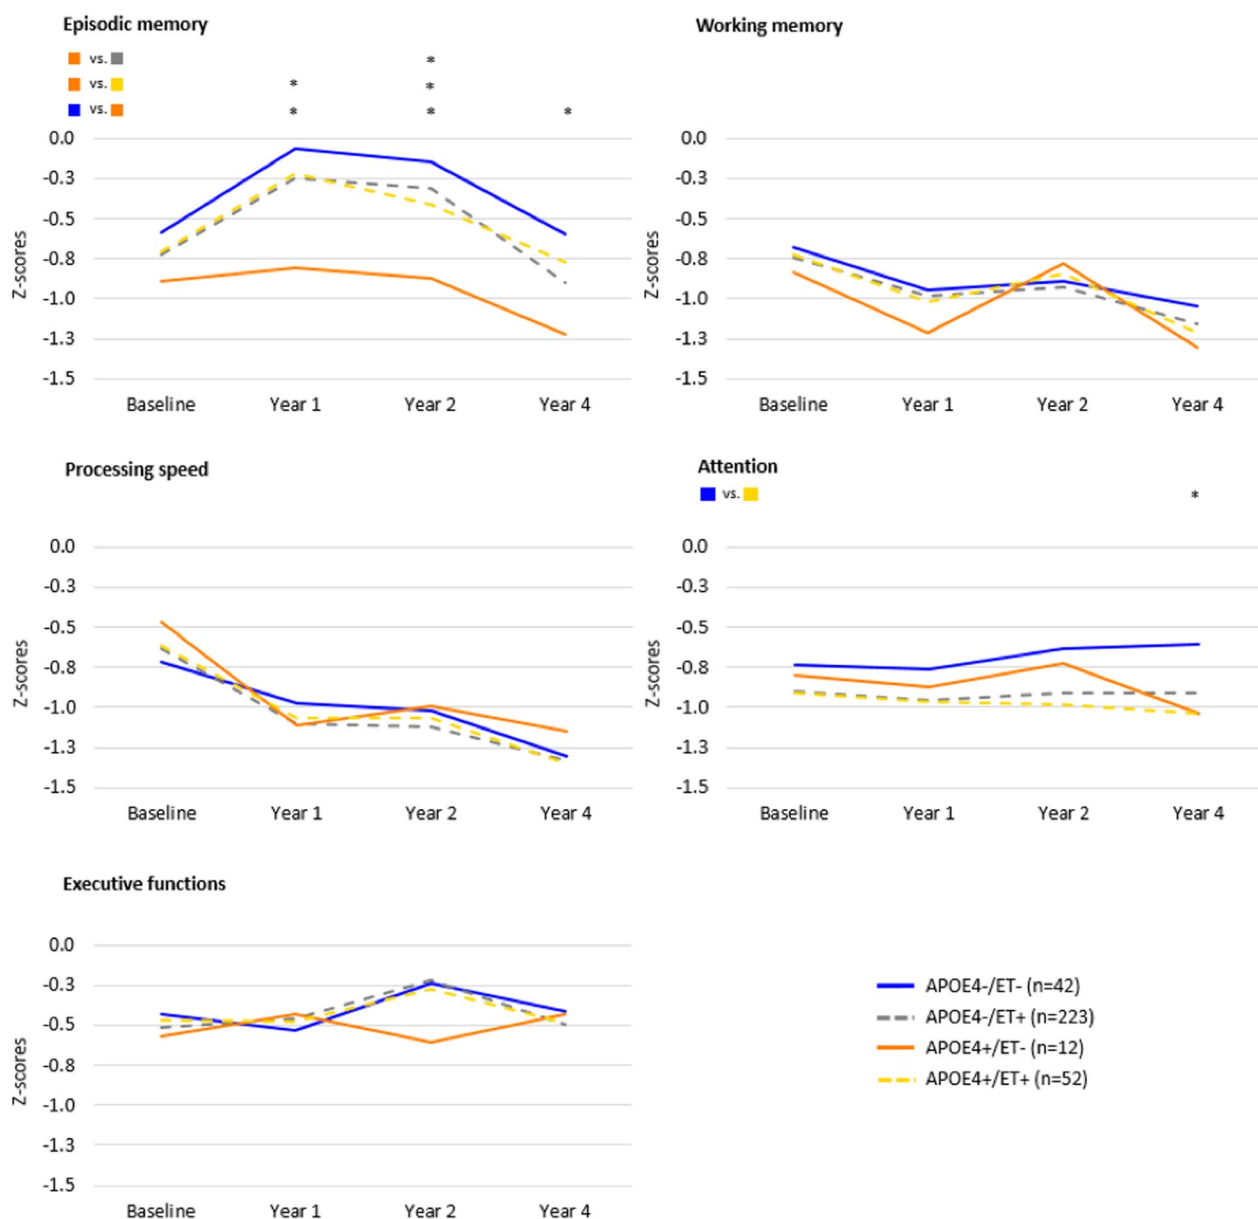 Episodic memory
vs.
vs.
vs.
* 
* *
* * *
0.0
-0.3
-0.5
-0.8
-1.0
-1.3
-1.5
Z-scores
Baseline Year 1 Year 2 Year 4
Working memory
0.0
-0.3
-0.5
-0.8
-1.0
-1.3
-1.5
Z-scores
Baseline Year 1 Year 2 Year 4
Processing speed
0.0
-0.3
-0.5
-0.8
-1.0
-1.3
-1.5
Z-scores
Baseline Year 1 Year 2 Year 4
Attention
vs. *
0.0
-0.3
-0.5
-0.8
-1.0
-1.3
-1.5
Z-scores
Baseline Year 1 Year 2 Year 4
Executive functions
0.0
-0.3
-0.5
-0.8
-1.0
-1.3
-1.5
Z-scores
Baseline Year 1 Year 2 Year 4
APOE4-/ET- (n=42)
APOE4-/ET+ (n=223)
APOE4+/ET- (n=12)
APOE4+/ET+ (n=52)